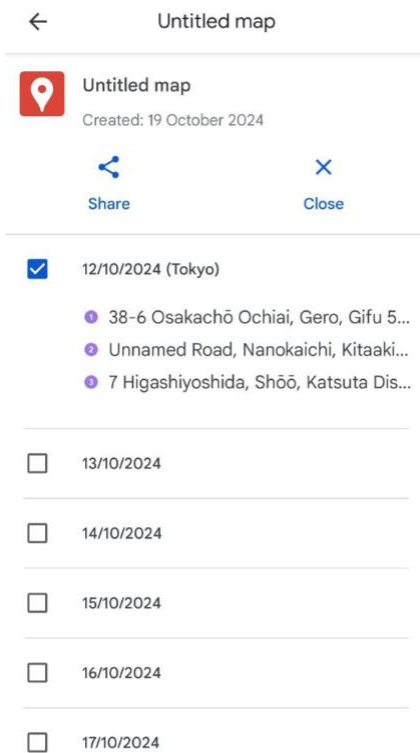 Untitled map
Untitled map
Created: 19 October 2024
Share
Close
12/10/2024 (Tokyo)
1 38-6 Osakachō Ochiai, Gero, Gifu 5...
2 Unnamed Road, Nanokaichi, Kitaaki...
3 7 Higashiyoshida, Shōō, Katsuta Dis...
13/10/2024
14/10/2024
15/10/2024
16/10/2024
17/10/2024